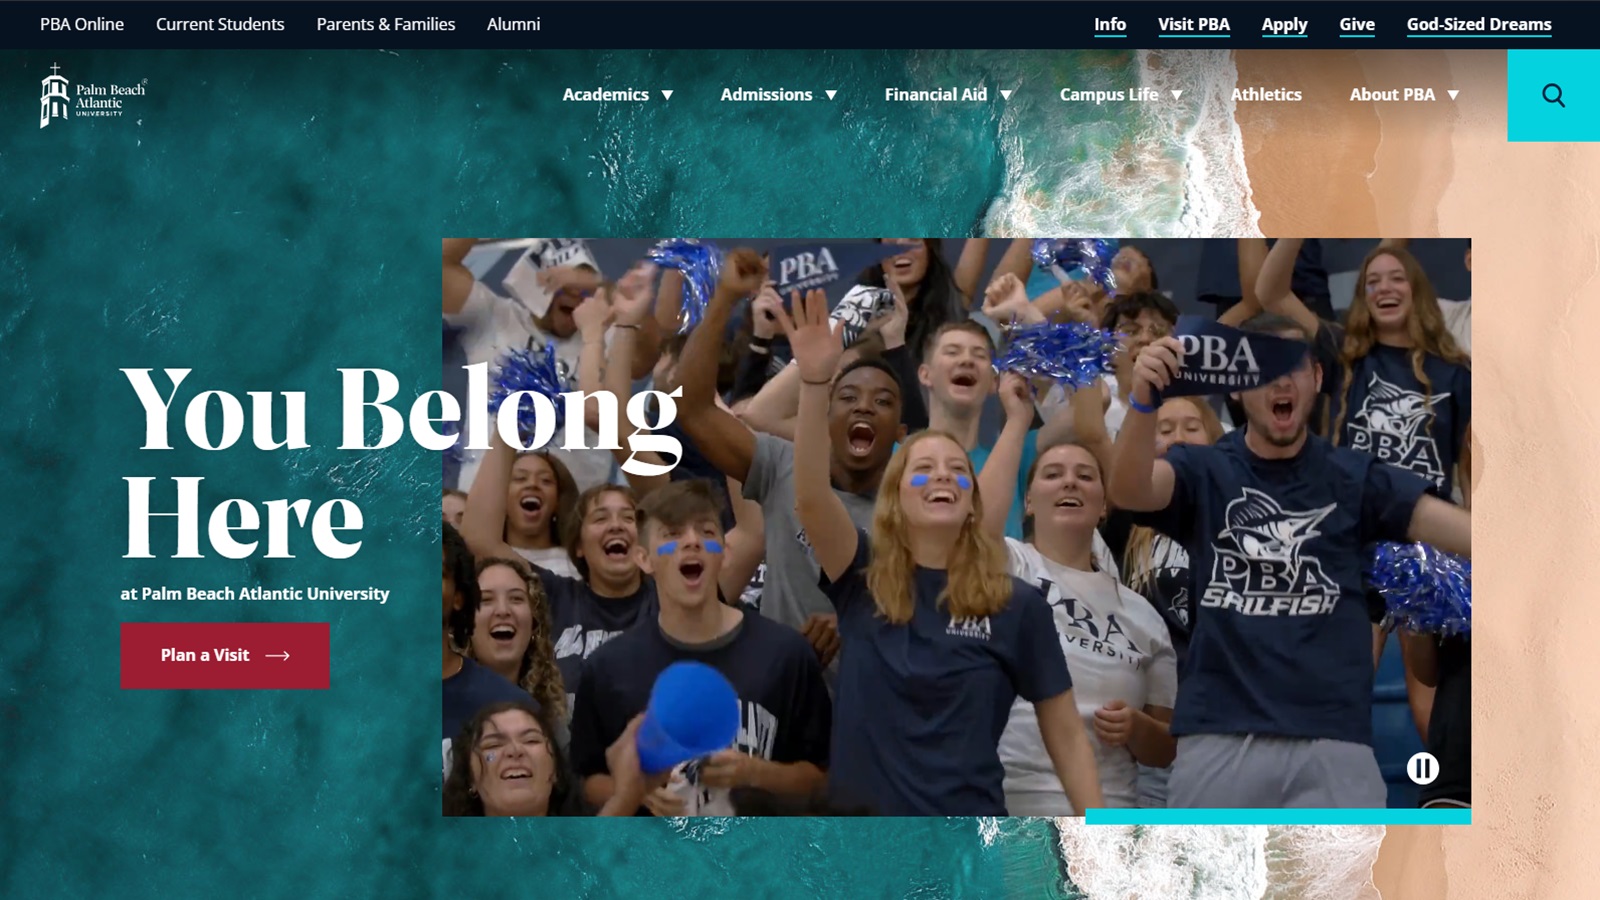 PBA Online Current Students Parents & Families Alumni Info Visit PBA Apply Give God-Sized Dreams
Palm Beach
Atlantic
UNIVERSITY
Academics Admissions Financial Aid Campus Life Athletics About PBA
PBA
UNIVERSITY
PBA
UNIVERSITY
You Belong
Here
at Palm Beach Atlantic University
Plan a Visit
PBA
PBA
SAILFISH
PBA
UNIVERSITY